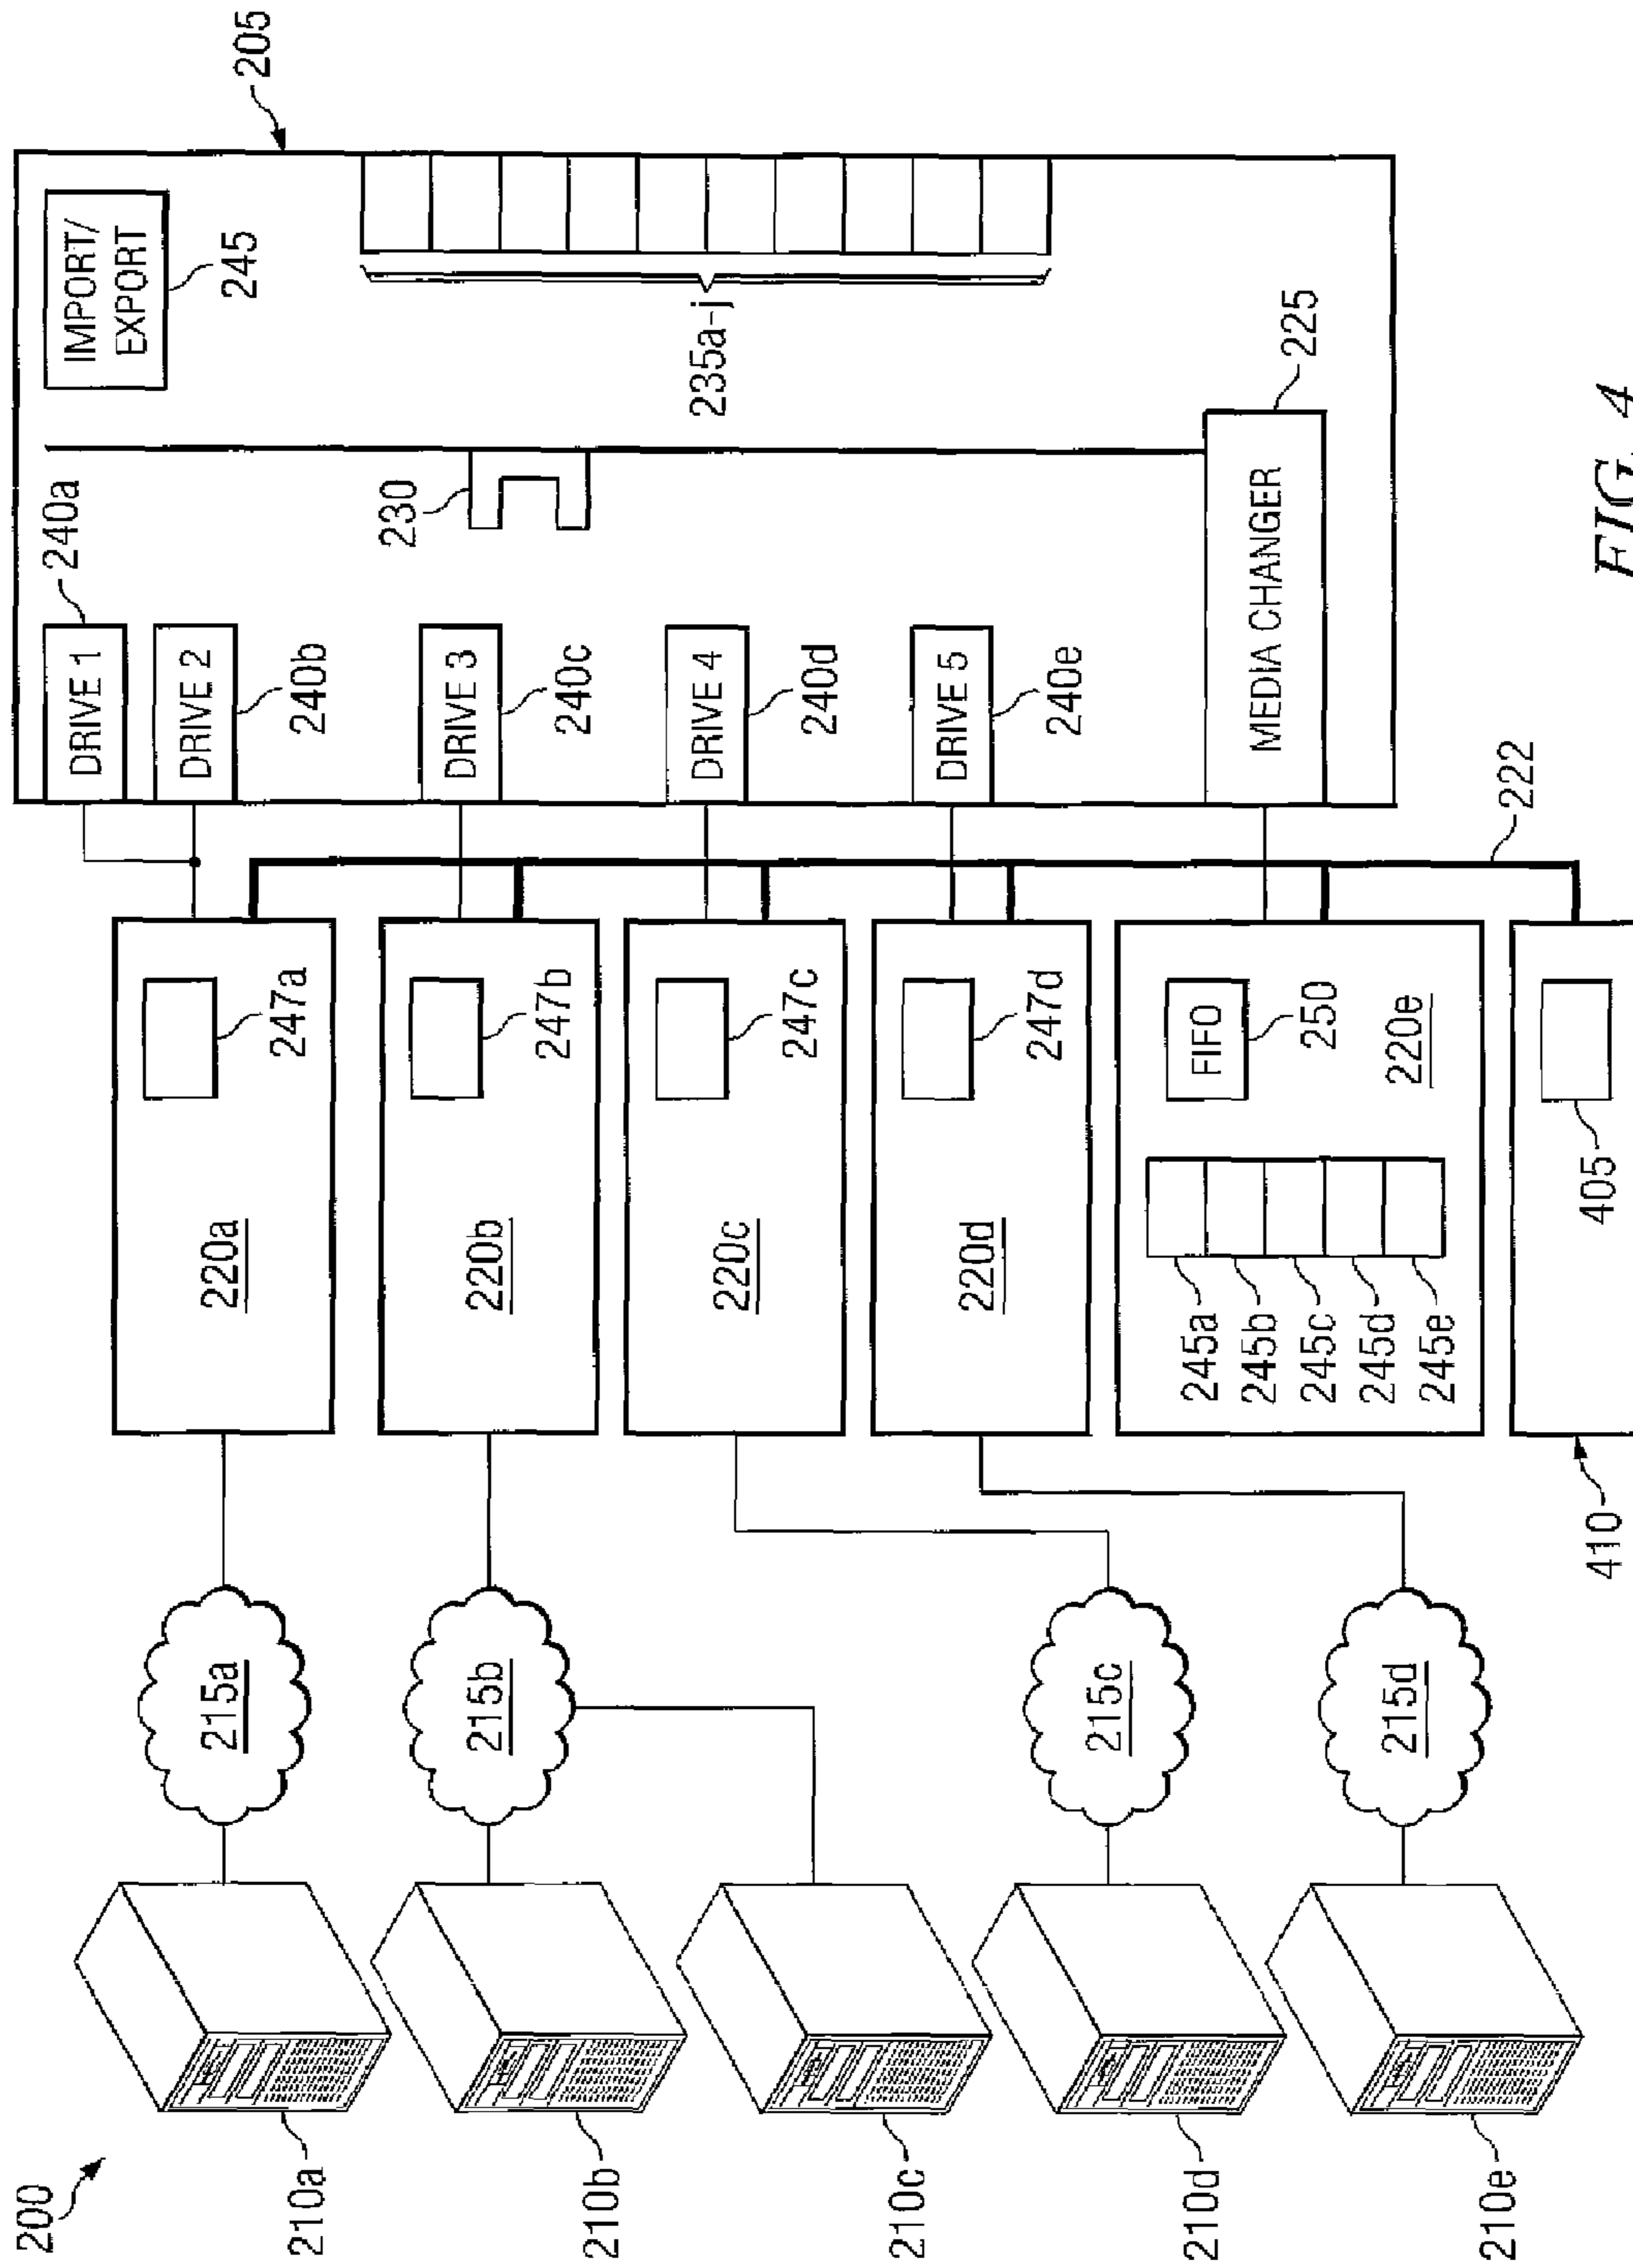 200
210a
210b
210c
210d
210e
215a
215b
215c
215d
220a
247a
220b
247b
220c
247c
220d
247d
245a
245b
245c
245d
245e
FIFO
250
220e
405
410
222
205
DRIVE 1
240a
DRIVE 2
240b
DRIVE 3
240c
DRIVE 4
240d
DRIVE 5
240e
230
IMPORT/
EXPORT
245
235a-j
MEDIA CHANGER
225
FIG. 4